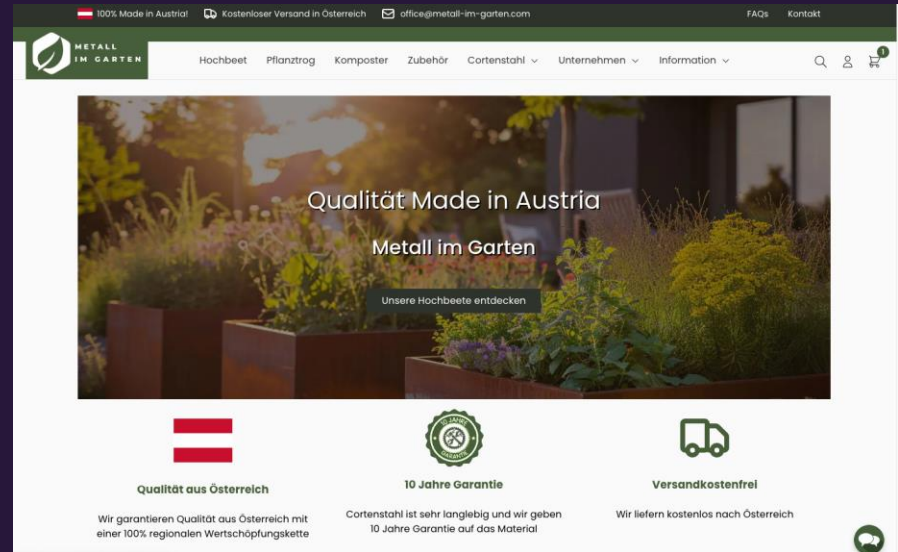 100% Made in Austria! Kostenloser Versand in Österreich office@metall-im-garten.com FAQs Kontakt
METALL
IM GARTEN
Hochbeet Pflanztrog Komposter Zubehör Cortenstahl Unternehmen Information 1
Qualität Made in Austria
Metall im Garten
Unsere Hochbeete entdecken
10 JAHRE
GARANTIE
Qualität aus Österreich 10 Jahre Garantie Versandkostenfrei
Wir garantieren Qualität aus Österreich mit
einer 100% regionalen Wertschöpfungskette
Cortenstahl ist sehr langlebig und wir geben
10 Jahre Garantie auf das Material
Wir liefern kostenlos nach Österreich